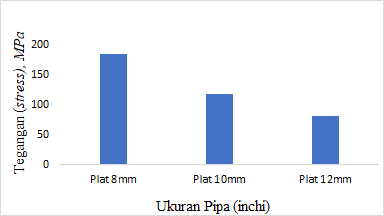 Tegangan (stress), MPa
200
150
100
50
0
Plat 8mm Plat 10mm Plat 12mm
Ukuran Pipa (inchi)